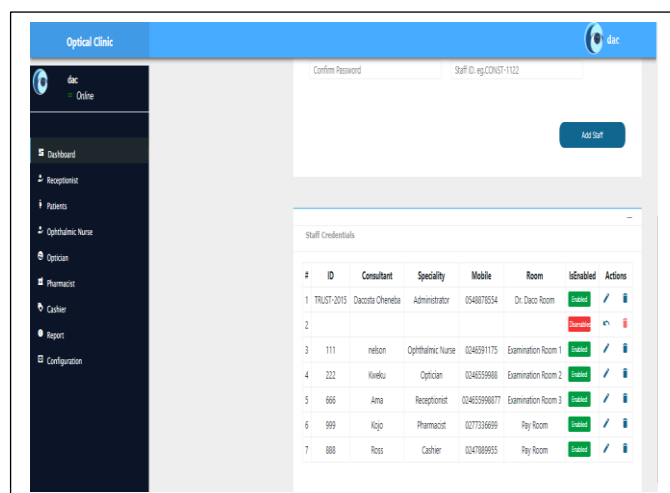 Optical Clinic
dac
dac
Online
Dashboard
Receptionist
Patients
Ophthalmic Nurse
Optician
Pharmacist
Cashier
Report
Configuration
Confirm Password Staff ID. eg.CONST-1122
Add Staff
Staff Credentials
# ID Consultant Speciality Mobile Room IsEnabled Actions
1 TRUST-2015 Dacosta Oheneba Administrator 0548878554 Dr. Daco Room Enabled
2
3 111 nelson Ophthalmic Nurse 0246591175 Examination Room 1 Enabled
4 222 Kweku Optician 0246559988 Examination Room 2 Enabled
5 666 Ama Receptionist 024655998877 Examination Room 3 Enabled
6 999 Kojo Pharmacist 0277336699 Pay Room Enabled
7 888 Ross Cashier 0247889955 Pay Room Enabled